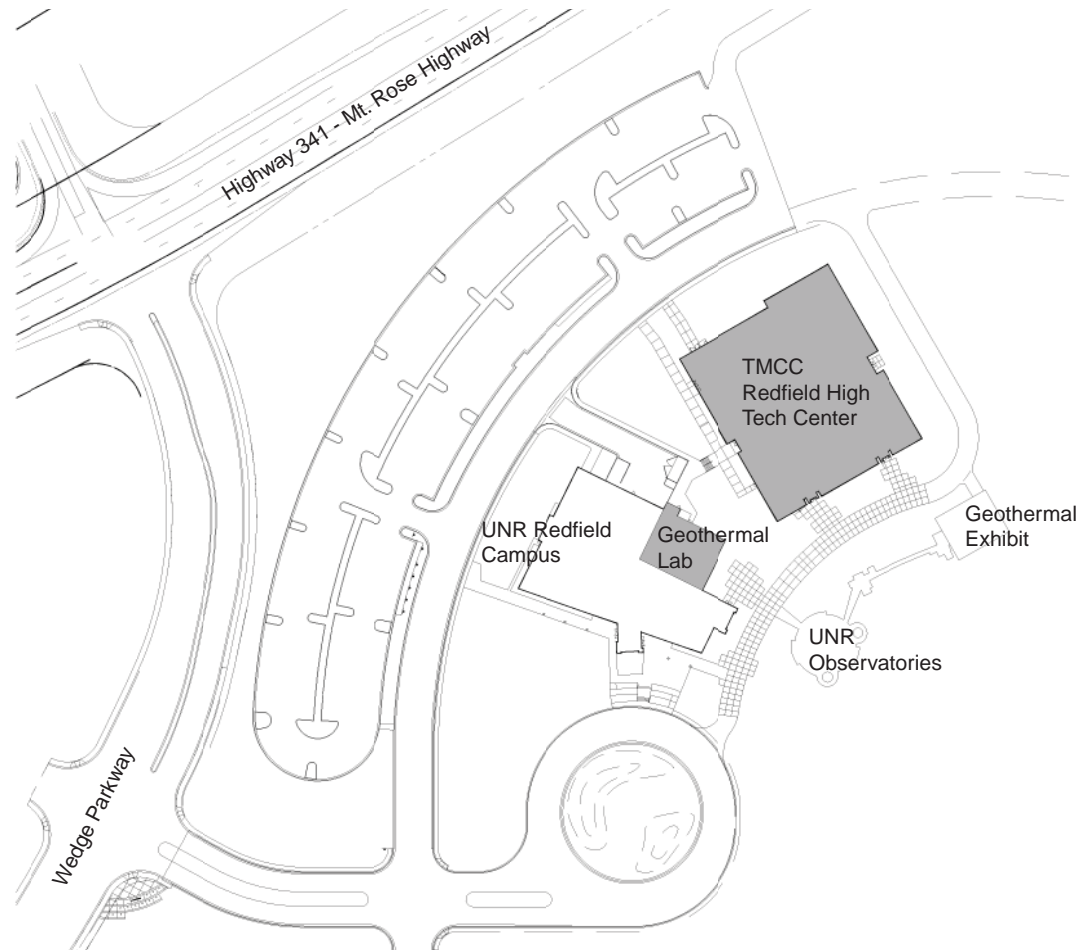 Highway 341 - Mt. Rose Highway
TMCC
Redfield High
Tech Center
UNR Redfield
Campus
Geothermal
Lab
Geothermal
Exhibit
UNR
Observatories
Wedge Parkway